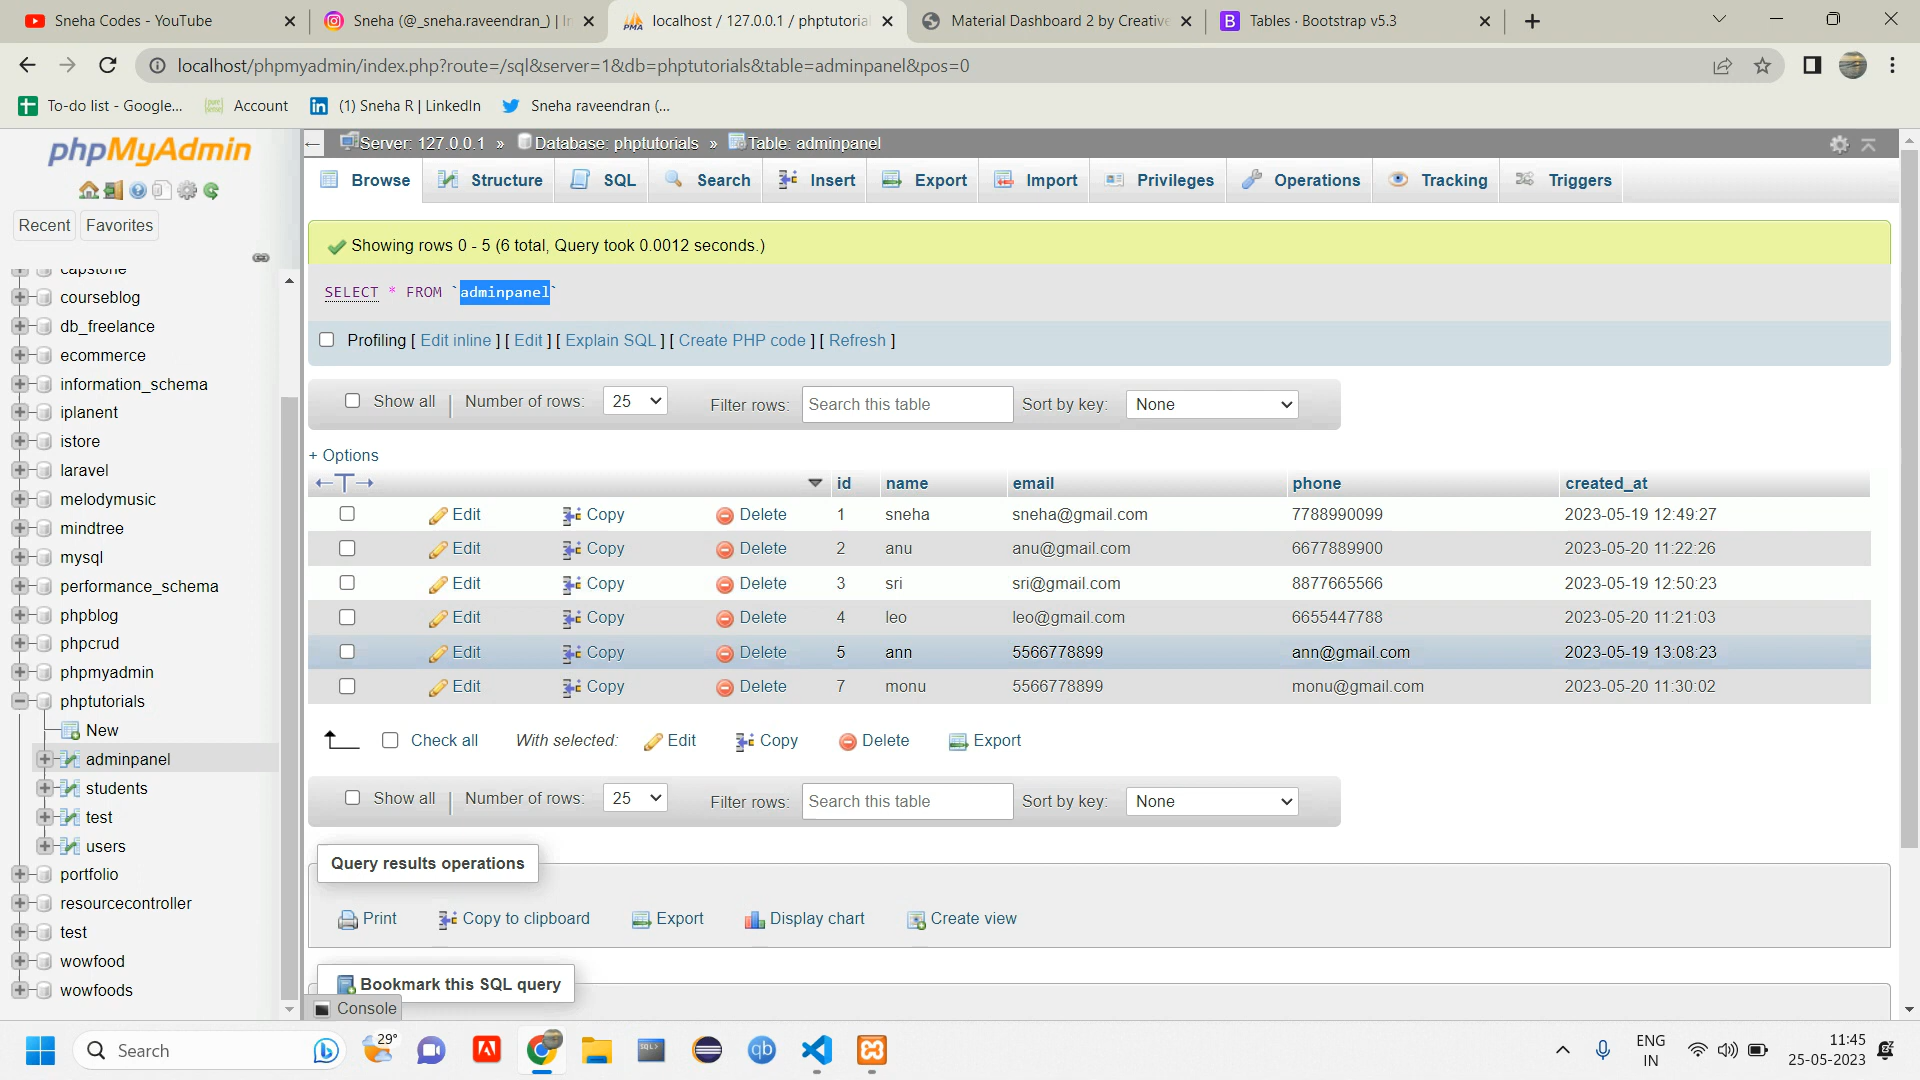 Sneha Codes - YouTube
Sneha (@_sneha.raveendran_) | In
localhost / 127.0.0.1 / phptutorial
Material Dashboard 2 by Creative
Tables · Bootstrap v5.3
localhost/phpmyadmin/index.php?route=/sql&server=1&db=phptutorials&table=adminpanel&pos=0
To-do list - Google...
Account
(1) Sneha R | LinkedIn
Sneha raveendran (...
phpMyAdmin
Recent
Favorites
capstone
courseblog
db_freelance
ecommerce
information_schema
iplanent
istore
laravel
melodymusic
mindtree
mysql
performance_schema
phpblog
phpcrud
phpmyadmin
phptutorials
New
adminpanel
students
test
users
portfolio
resourcecontroller
test
wowfood
wowfoods
Server: 127.0.0.1 » Database: phptutorials » Table: adminpanel
Browse Structure SQL Search Insert Export Import Privileges Operations Tracking Triggers
Showing rows 0 - 5 (6 total, Query took 0.0012 seconds.)
SELECT * FROM `adminpanel`
Profiling [ Edit inline ] [ Edit ] [ Explain SQL ] [ Create PHP code ] [ Refresh ]
Show all | Number of rows: 25 Filter rows: Search this table Sort by key: None
+ Options
←T→ id name email phone created_at
Edit Copy Delete 1 sneha sneha@gmail.com 7788990099 2023-05-19 12:49:27
Edit Copy Delete 2 anu anu@gmail.com 6677889900 2023-05-20 11:22:26
Edit Copy Delete 3 sri sri@gmail.com 8877665566 2023-05-19 12:50:23
Edit Copy Delete 4 leo leo@gmail.com 6655447788 2023-05-20 11:21:03
Edit Copy Delete 5 ann 5566778899 ann@gmail.com 2023-05-19 13:08:23
Edit Copy Delete 7 monu 5566778899 monu@gmail.com 2023-05-20 11:30:02
Check all With selected: Edit Copy Delete Export
Show all | Number of rows: 25 Filter rows: Search this table Sort by key: None
Query results operations
Print Copy to clipboard Export Display chart Create view
Bookmark this SQL query
Console
Search
29°
ENG
IN
11:45
25-05-2023